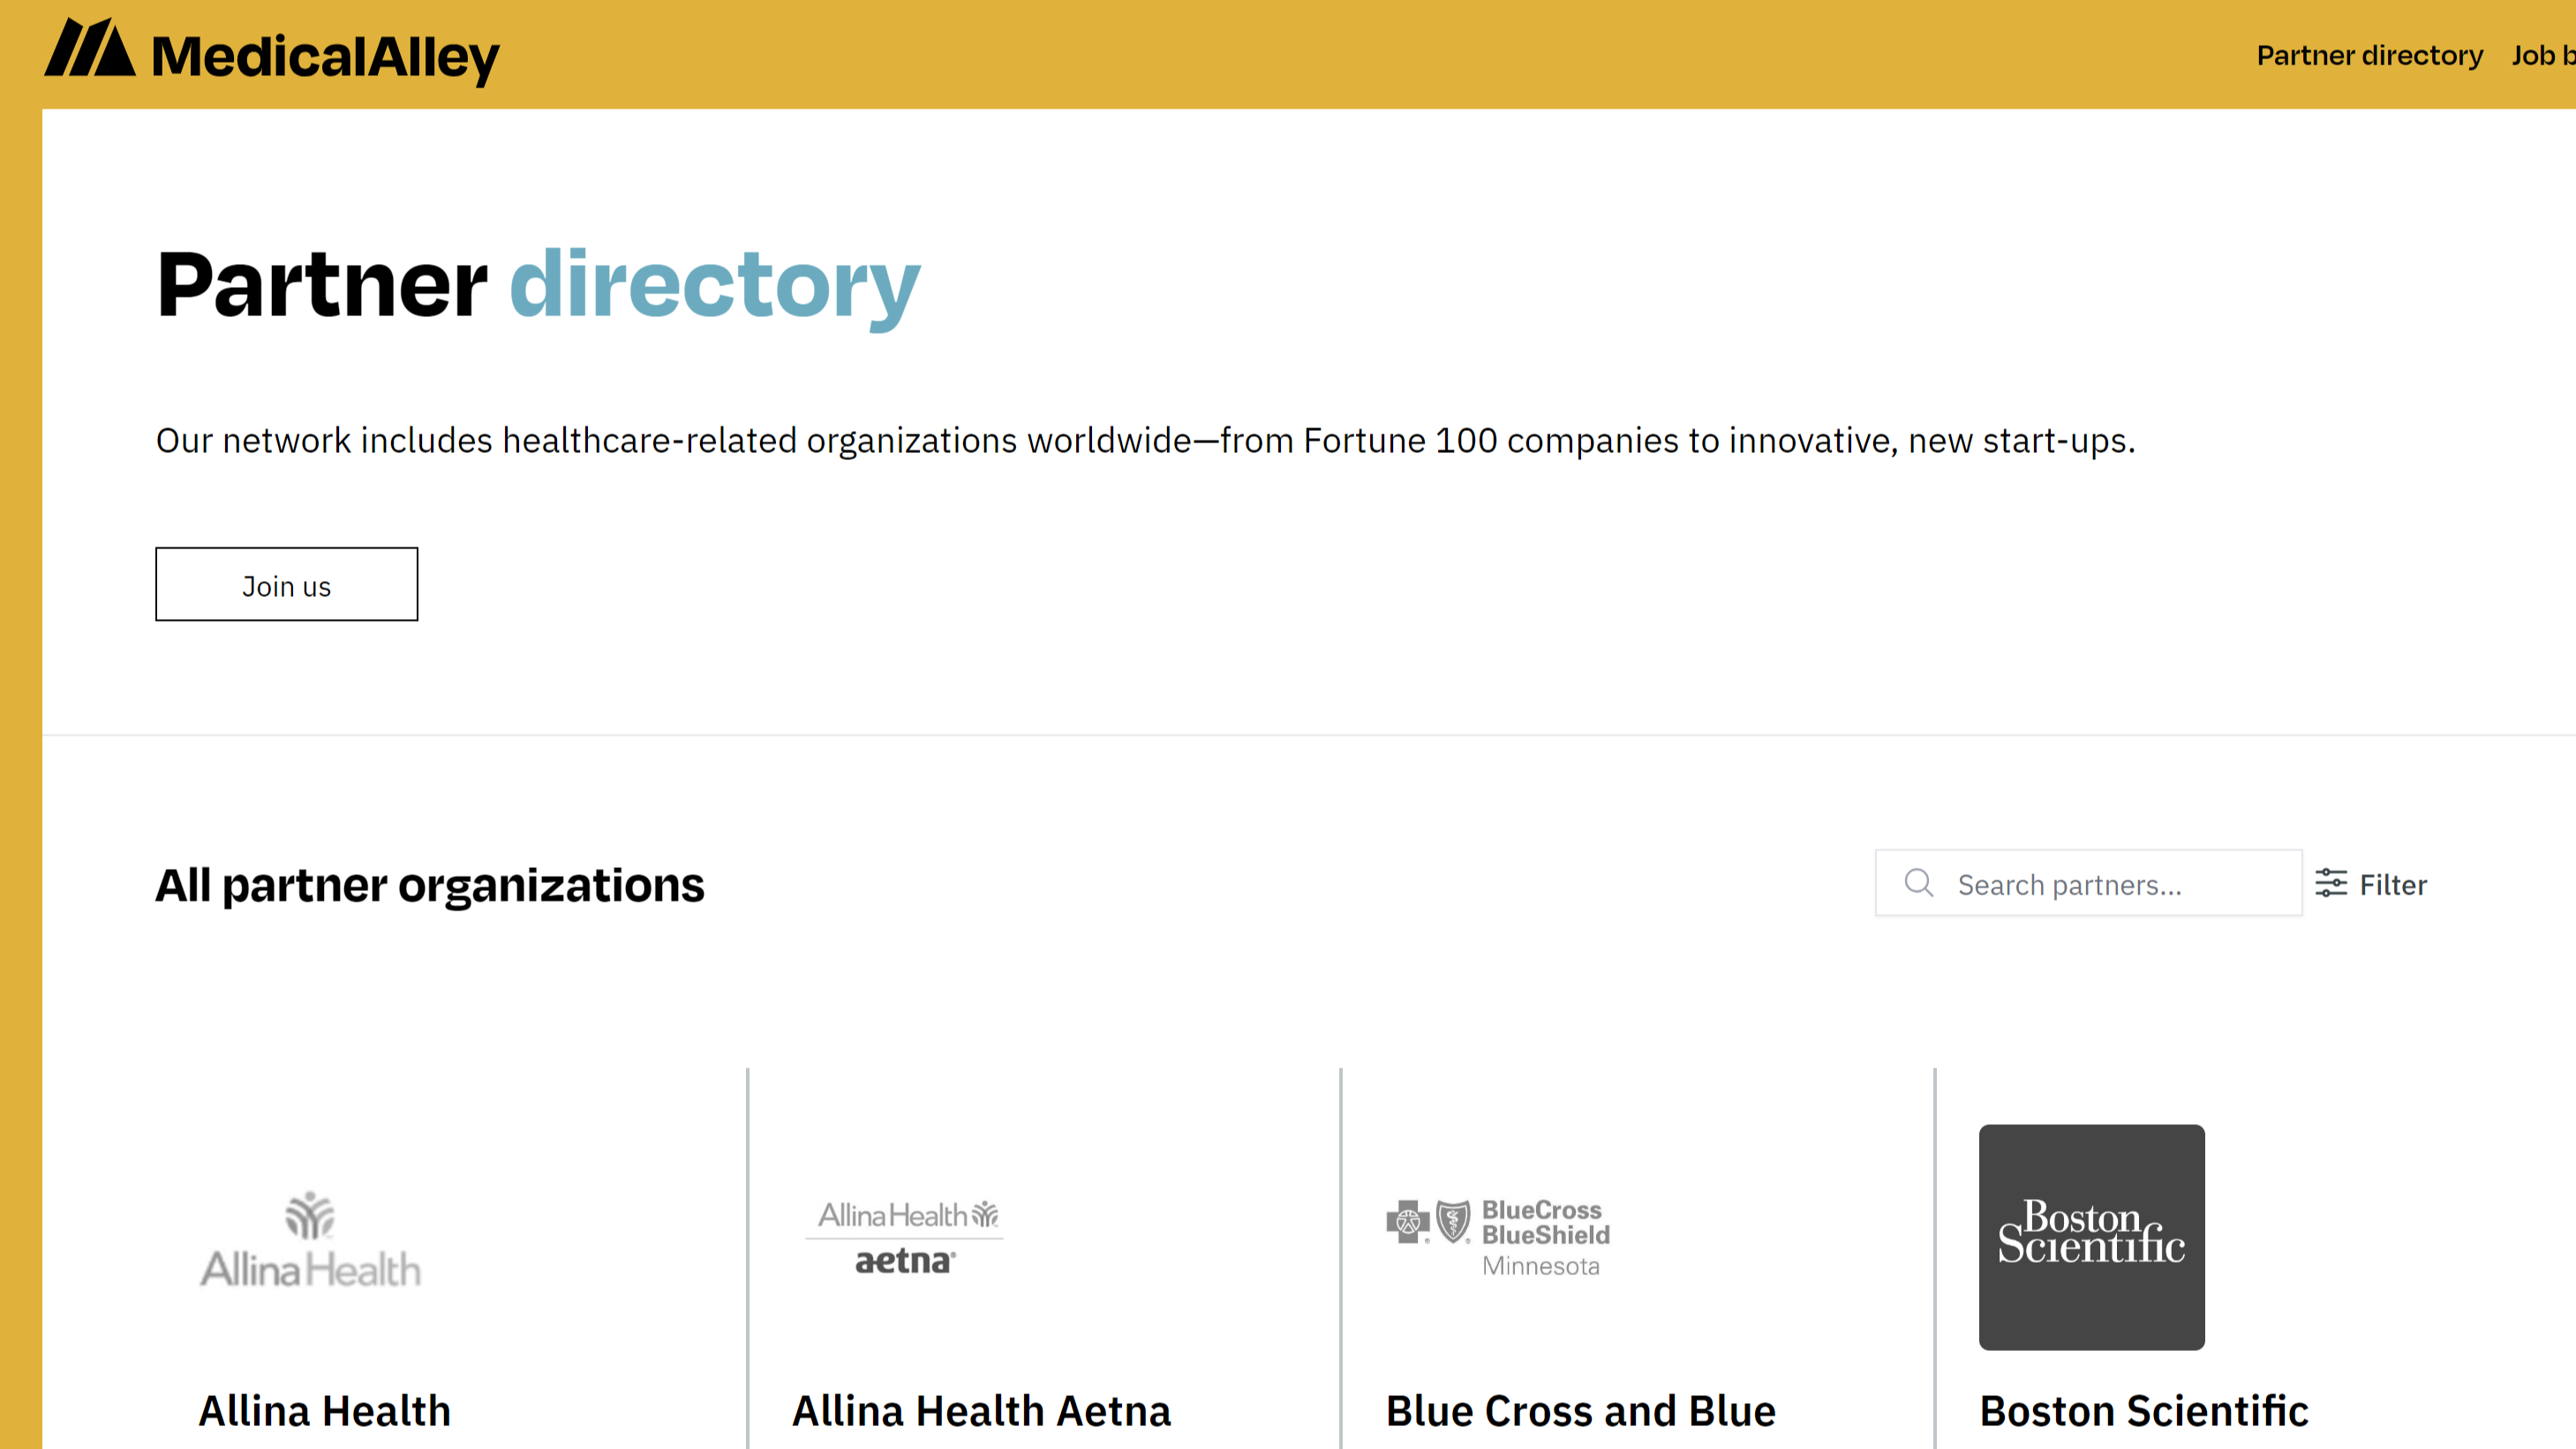 MedicalAlley
Partner directory
Job b
Partner directory
Our network includes healthcare-related organizations worldwide—from Fortune 100 companies to innovative, new start-ups.
Join us
All partner organizations
Search partners...
Filter
Allina Health
Allina Health
aetna
BlueCross
BlueShield
Minnesota
Boston
Scientific
Allina Health
Allina Health Aetna
Blue Cross and Blue
Boston Scientific